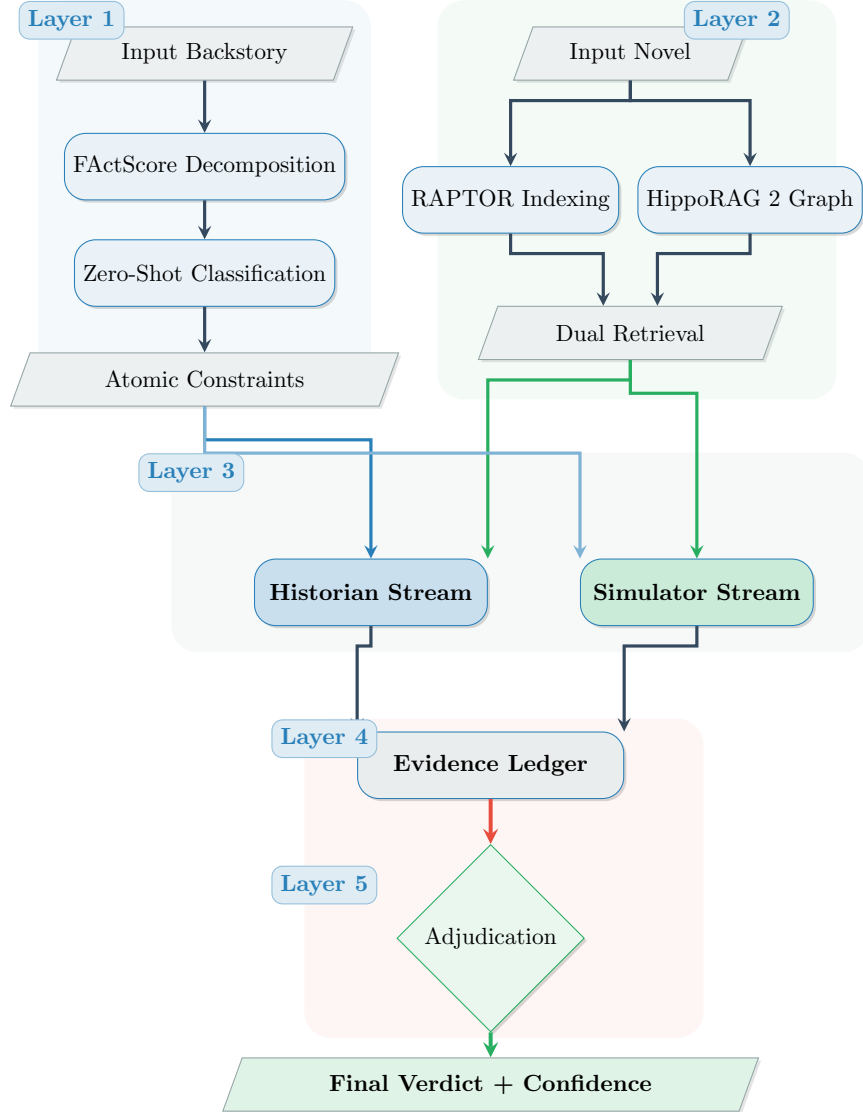 Layer 1
Layer 2
Input Backstory
Input Novel
FActScore Decomposition
RAPTOR Indexing
HippoRAG 2 Graph
Zero-Shot Classification
Dual Retrieval
Atomic Constraints
Layer 3
Historian Stream
Simulator Stream
Layer 4
Evidence Ledger
Layer 5
Adjudication
Final Verdict + Confidence